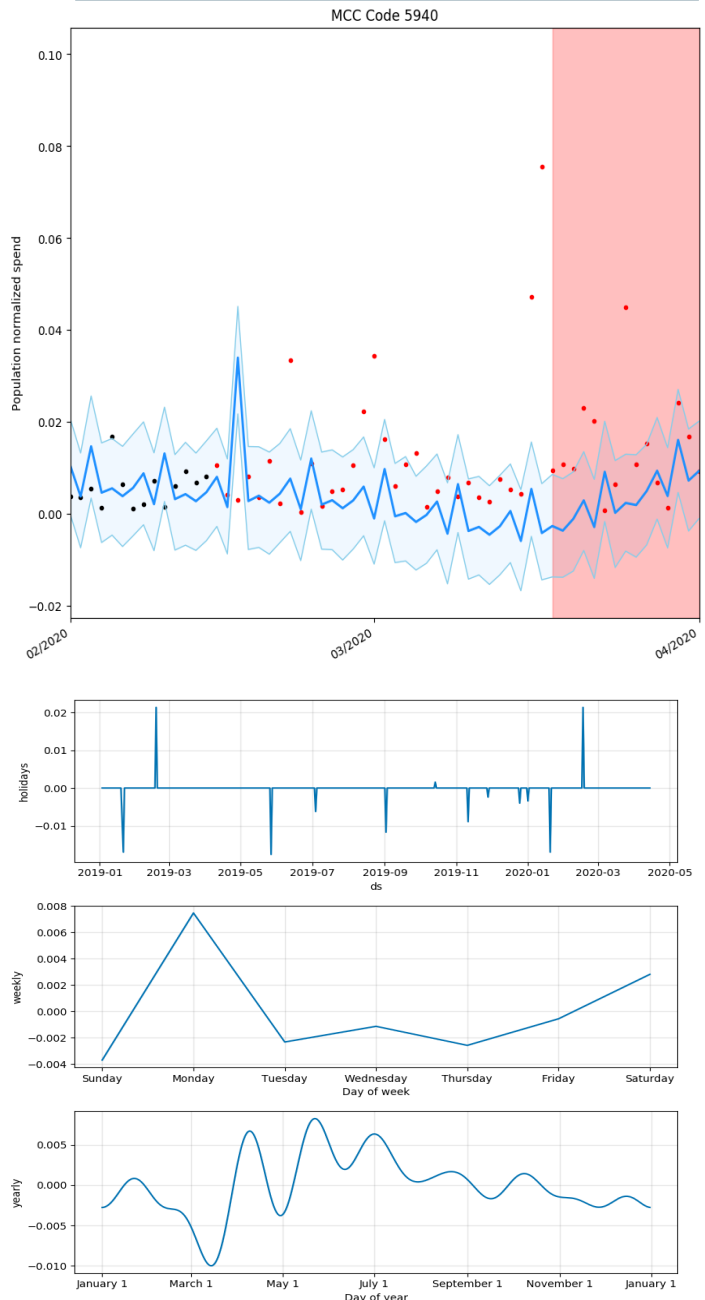 MCC Code 5940
Population normalized spend
0.10
0.08
0.06
0.04
0.02
0.00
−0.02
02/2020
03/2020
04/2020
holidays
0.02
0.01
0.00
−0.01
2019-01 2019-03 2019-05 2019-07 2019-09 2019-11 2020-01 2020-03 2020-05
ds
weekly
0.008
0.006
0.004
0.002
0.000
−0.002
−0.004
Sunday Monday Tuesday Wednesday Thursday Friday Saturday
Day of week
yearly
0.005
0.000
−0.005
−0.010
January 1 March 1 May 1 July 1 September 1 November 1 January 1
Day of year